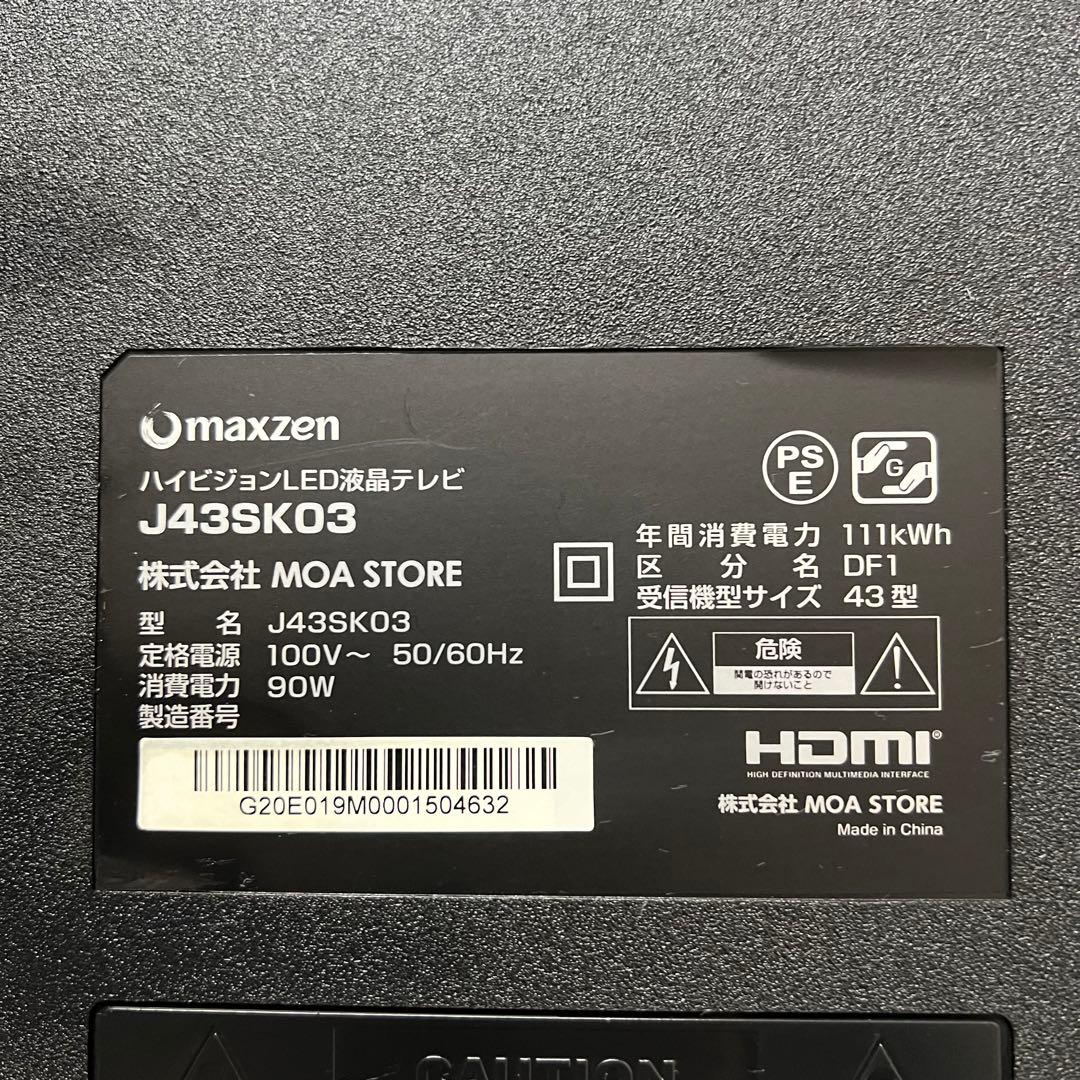 maxzen
ハイビジョンLED液晶テレビ
J43SK03
株式会社 MOA STORE
型 名 J43SK03
定格電源 100V～ 50/60Hz
消費電力 90W
製造番号
G20E019M0001504632
PS
E
G
年間消費電力 111kWh
区 分 名 DF1
受信機型サイズ 43型
危険
関電の恐れがあるので
開けないこと
HDMI®
HIGH DEFINITION MULTIMEDIA INTERFACE
株式会社 MOA STORE
Made in China
CAUTION